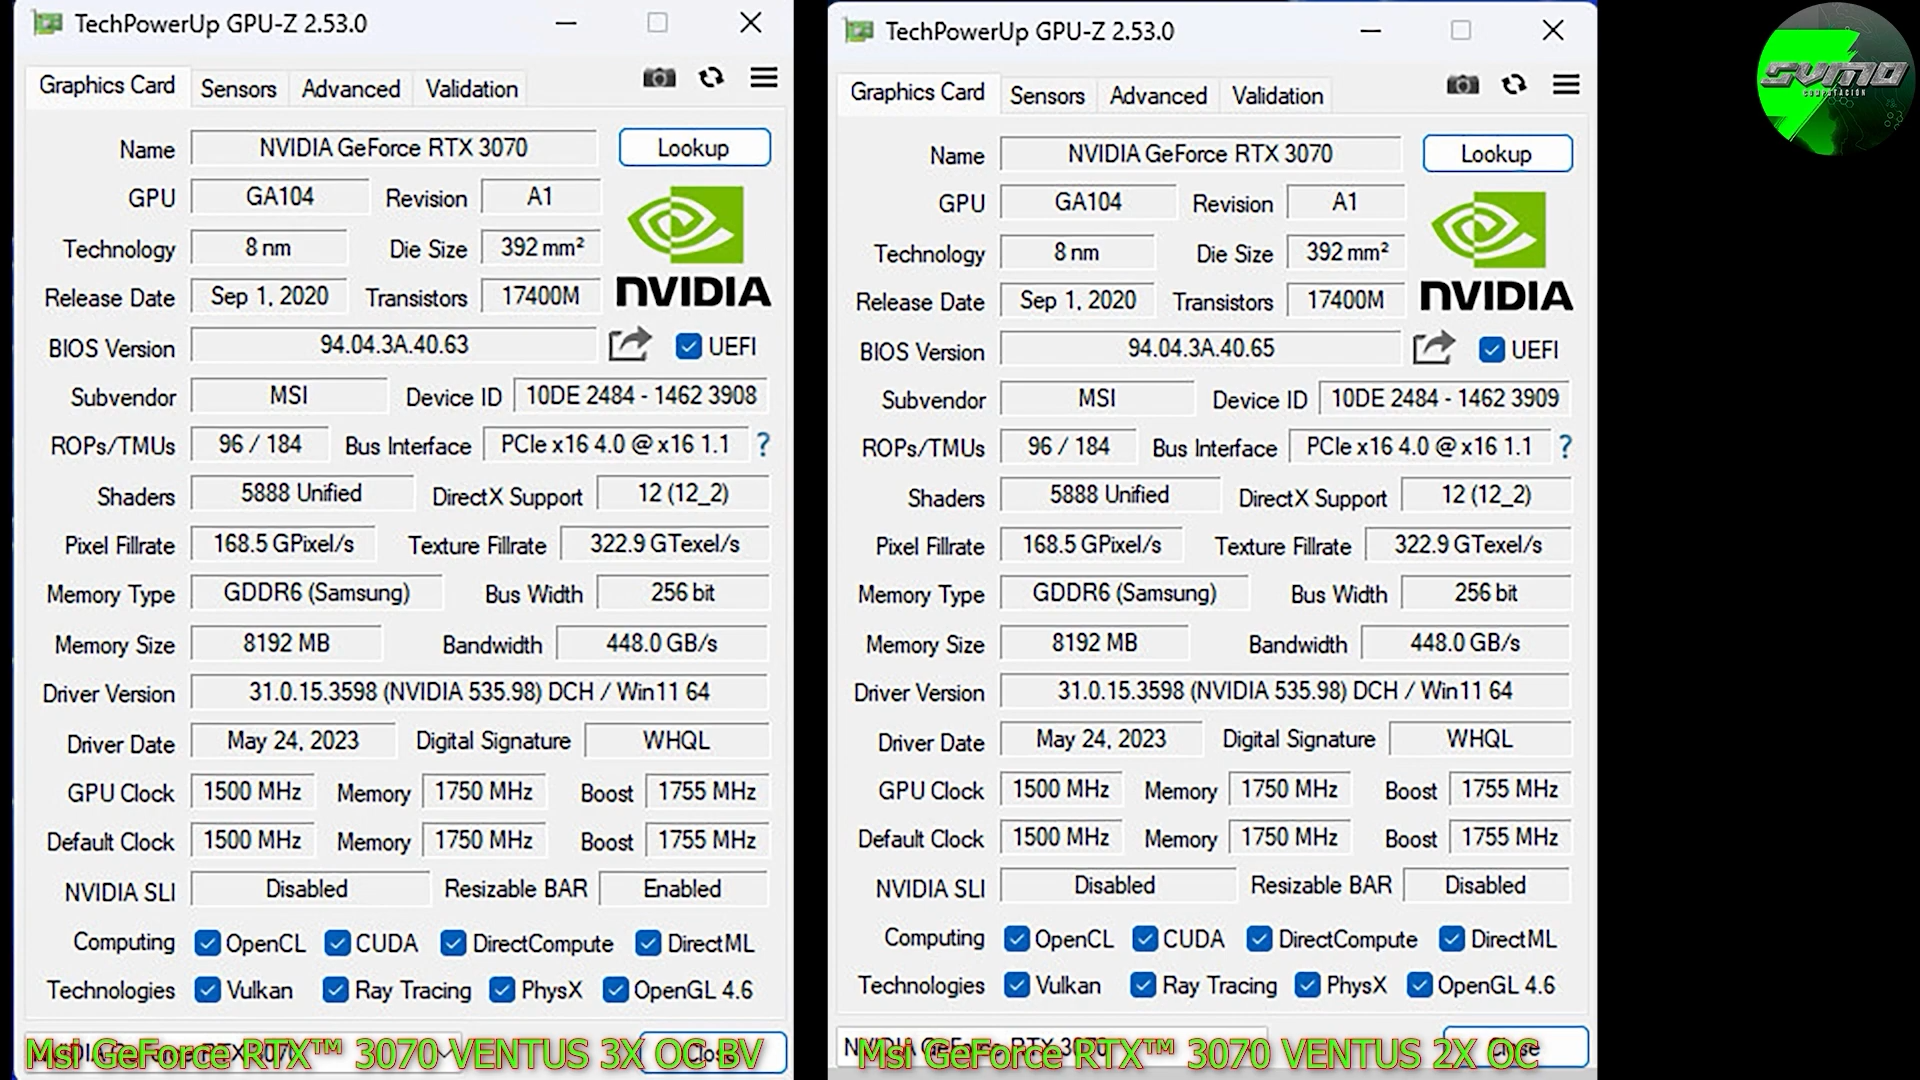 TechPowerUp GPU-Z 2.53.0
Graphics Card Sensors Advanced Validation
Name NVIDIA GeForce RTX 3070 Lookup
GPU GA104 Revision A1
Technology 8 nm Die Size 392 mm²
Release Date Sep 1, 2020 Transistors 17400M
NVIDIA
BIOS Version 94.04.3A.40.63 UEFI
Subvendor MSI Device ID 10DE 2484 - 1462 3908
ROPs/TMUs 96 / 184 Bus Interface PCIe x16 4.0 @ x16 1.1 ?
Shaders 5888 Unified DirectX Support 12 (12_2)
Pixel Fillrate 168.5 GPixel/s Texture Fillrate 322.9 GTexel/s
Memory Type GDDR6 (Samsung) Bus Width 256 bit
Memory Size 8192 MB Bandwidth 448.0 GB/s
Driver Version 31.0.15.3598 (NVIDIA 535.98) DCH / Win11 64
Driver Date May 24, 2023 Digital Signature WHQL
GPU Clock 1500 MHz Memory 1750 MHz Boost 1755 MHz
Default Clock 1500 MHz Memory 1750 MHz Boost 1755 MHz
NVIDIA SLI Disabled Resizable BAR Enabled
Computing OpenCL CUDA DirectCompute DirectML
Technologies Vulkan Ray Tracing PhysX OpenGL 4.6
Msi GeForce RTX™ 3070 VENTUS 3X OC BV
TechPowerUp GPU-Z 2.53.0
Graphics Card Sensors Advanced Validation
Name NVIDIA GeForce RTX 3070 Lookup
GPU GA104 Revision A1
Technology 8 nm Die Size 392 mm²
Release Date Sep 1, 2020 Transistors 17400M
NVIDIA
BIOS Version 94.04.3A.40.65 UEFI
Subvendor MSI Device ID 10DE 2484 - 1462 3909
ROPs/TMUs 96 / 184 Bus Interface PCIe x16 4.0 @ x16 1.1 ?
Shaders 5888 Unified DirectX Support 12 (12_2)
Pixel Fillrate 168.5 GPixel/s Texture Fillrate 322.9 GTexel/s
Memory Type GDDR6 (Samsung) Bus Width 256 bit
Memory Size 8192 MB Bandwidth 448.0 GB/s
Driver Version 31.0.15.3598 (NVIDIA 535.98) DCH / Win11 64
Driver Date May 24, 2023 Digital Signature WHQL
GPU Clock 1500 MHz Memory 1750 MHz Boost 1755 MHz
Default Clock 1500 MHz Memory 1750 MHz Boost 1755 MHz
NVIDIA SLI Disabled Resizable BAR Disabled
Computing OpenCL CUDA DirectCompute DirectML
Technologies Vulkan Ray Tracing PhysX OpenGL 4.6
Msi GeForce RTX™ 3070 VENTUS 2X OC
SYMO
COMPUTACIÓN